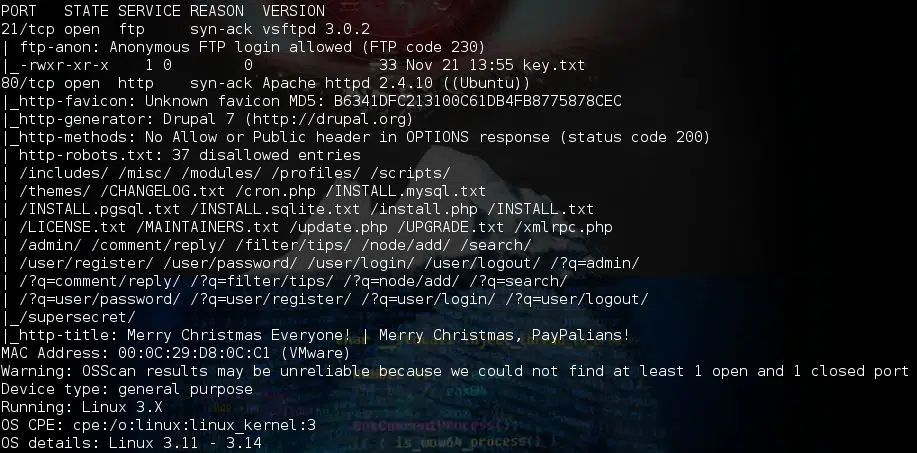 PORT STATE SERVICE REASON VERSION
21/tcp open ftp syn-ack vsftpd 3.0.2
| ftp-anon: Anonymous FTP login allowed (FTP code 230)
|_-rwxr-xr-x 1 0 0 33 Nov 21 13:55 key.txt
80/tcp open http syn-ack Apache httpd 2.4.10 ((Ubuntu))
|_http-favicon: Unknown favicon MD5: B6341DFC213100C61DB4FB8775878CEC
|_http-generator: Drupal 7 (http://drupal.org)
|_http-methods: No Allow or Public header in OPTIONS response (status code 200)
| http-robots.txt: 37 disallowed entries
| /includes/ /misc/ /modules/ /profiles/ /scripts/
| /themes/ /CHANGELOG.txt /cron.php /INSTALL.mysql.txt
| /INSTALL.pgsql.txt /INSTALL.sqlite.txt /install.php /INSTALL.txt
| /LICENSE.txt /MAINTAINERS.txt /update.php /UPGRADE.txt /xmlrpc.php
| /admin/ /comment/reply/ /filter/tips/ /node/add/ /search/
| /user/register/ /user/password/ /user/login/ /user/logout/ /?q=admin/
| /?q=comment/reply/ /?q=filter/tips/ /?q=node/add/ /?q=search/
| /?q=user/password/ /?q=user/register/ /?q=user/login/ /?q=user/logout/
|_/supersecret/
|_http-title: Merry Christmas Everyone! | Merry Christmas, PayPalians!
MAC Address: 00:0C:29:D8:0C:C1 (VMware)
Warning: OSScan results may be unreliable because we could not find at least 1 open and 1 closed port
Device type: general purpose
Running: Linux 3.X
OS CPE: cpe:/o:linux:linux_kernel:3
GetCurrentProcess()
OS details: Linux 3.11 - 3.14
if ( is_wow64_process()